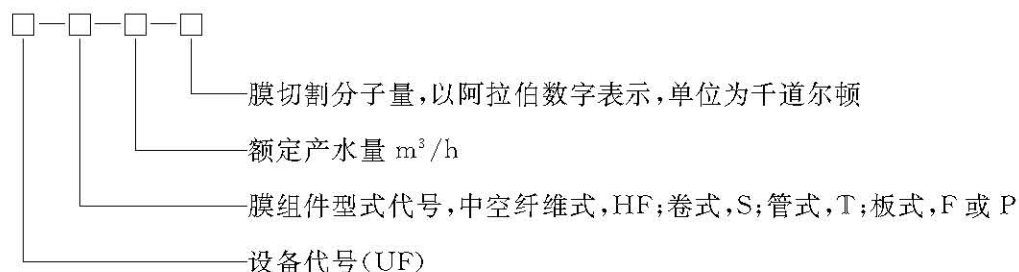 □—□—□—□
膜切割分子量,以阿拉伯数字表示,单位为千道尔顿
额定产水量 m³/h
膜组件型式代号,中空纤维式,HF;卷式,S;管式,T;板式,F 或 P
设备代号(UF)